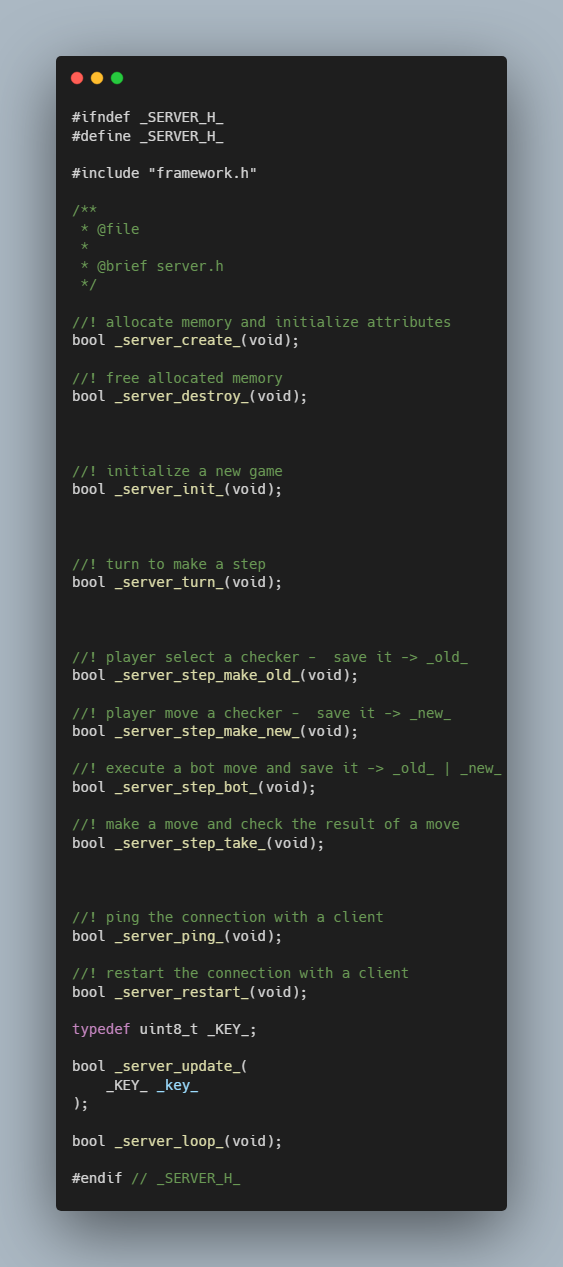 #ifndef _SERVER_H_
#define _SERVER_H_

#include "framework.h"

/**
 * @file
 *
 * @brief server.h
 */

//! allocate memory and initialize attributes
bool _server_create_(void);

//! free allocated memory
bool _server_destroy_(void);



//! initialize a new game
bool _server_init_(void);



//! turn to make a step
bool _server_turn_(void);



//! player select a checker -  save it -> _old_
bool _server_step_make_old_(void);

//! player move a checker -  save it -> _new_
bool _server_step_make_new_(void);

//! execute a bot move and save it -> _old_ | _new_
bool _server_step_bot_(void);

//! make a move and check the result of a move
bool _server_step_take_(void);



//! ping the connection with a client
bool _server_ping_(void);

//! restart the connection with a client
bool _server_restart_(void);

typedef uint8_t _KEY_;

bool _server_update_(
    _KEY_ _key_
);

bool _server_loop_(void);

#endif // _SERVER_H_